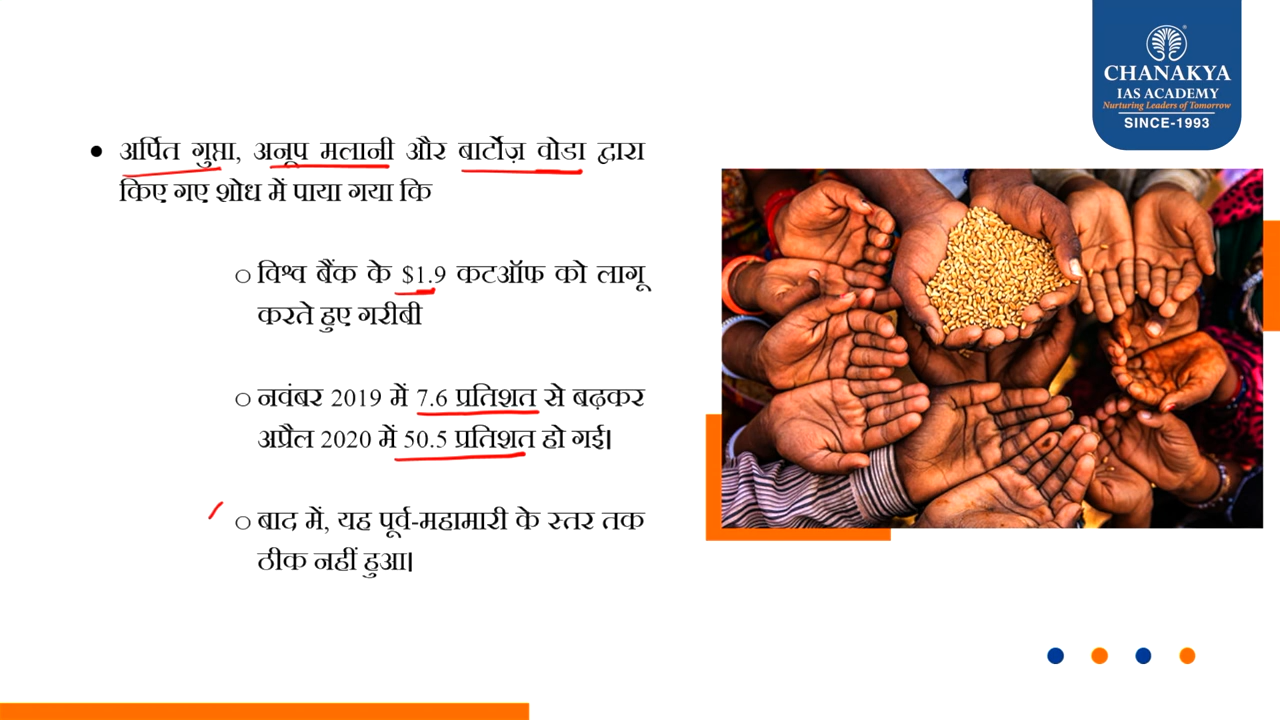 CHANAKYA
IAS ACADEMY
Nurturing Leaders of Tomorrow
SINCE-1993
• अर्पित गुप्ता, अनूप मलानी और बार्टोज़ वोडा द्वारा
किए गए शोध में पाया गया कि
○ विश्व बैंक के $1.9 कटऑफ को लागू
करते हुए गरीबी
○ नवंबर 2019 में 7.6 प्रतिशत से बढ़कर
अप्रैल 2020 में 50.5 प्रतिशत हो गई।
○ बाद में, यह पूर्व-महामारी के स्तर तक
ठीक नहीं हुआ।